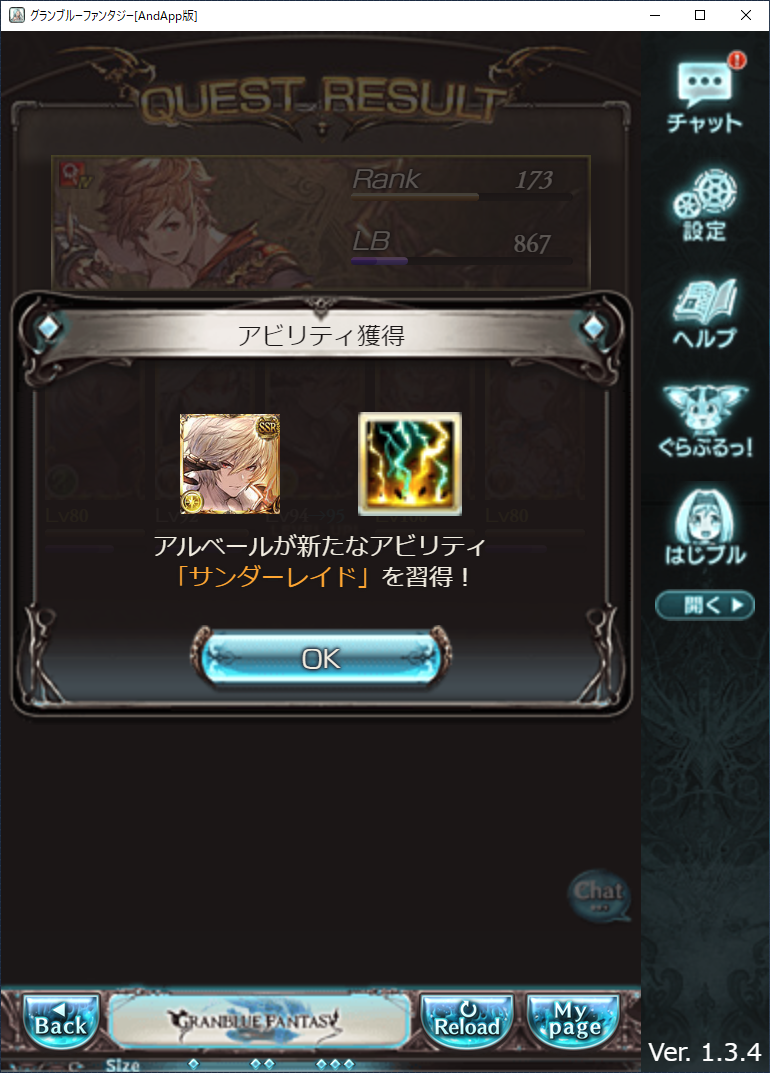 グランブルーファンタジー[AndApp版]
QUEST RESULT
Rank 173
LB 867
アビリティ獲得
SSR
Lv80
Lv94→95
Lv80
アルベールが新たなアビリティ
「サンダーレイド」を習得！
OK
チャット
設定
ヘルプ
ぐらぶるっ！
はじブル
開く
Chat
Back
GRANBLUE FANTASY
Reload
My
page
Size
Ver. 1.3.4